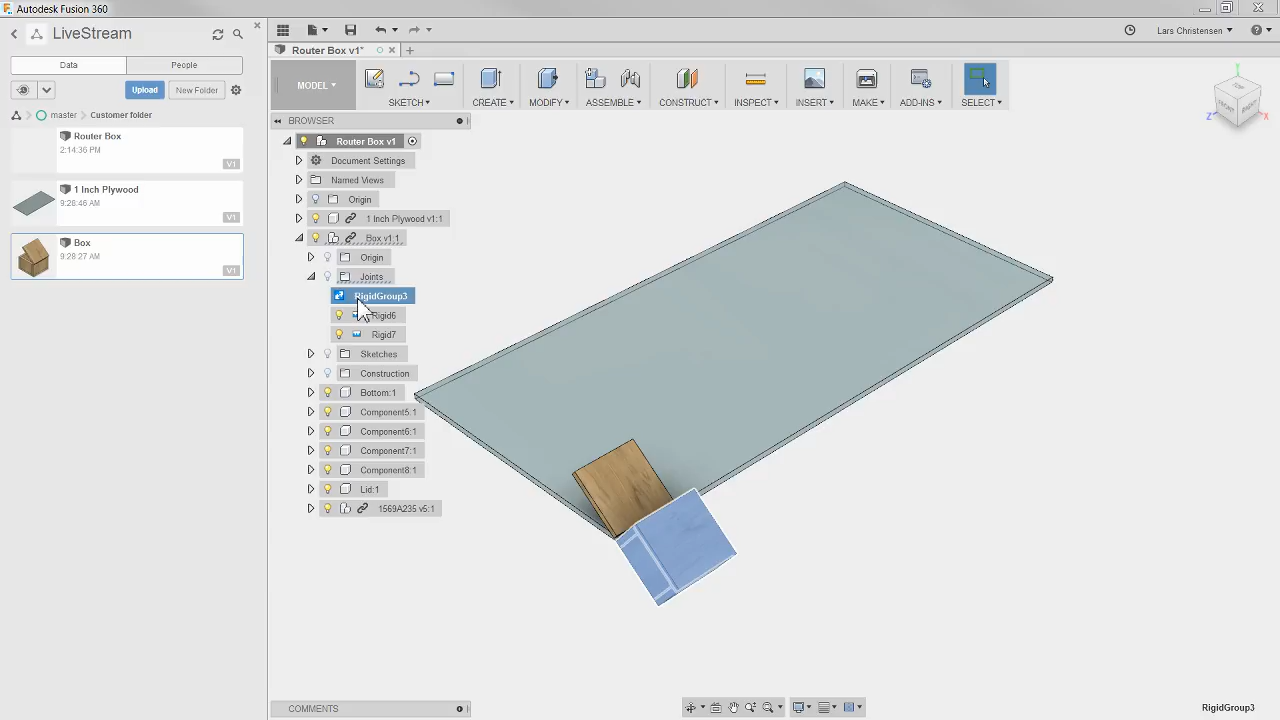 Autodesk Fusion 360
LiveStream
Lars Christensen
Router Box v1*
Data
People
MODEL
SKETCH
CREATE
MODIFY
ASSEMBLE
CONSTRUCT
INSPECT
INSERT
MAKE
ADD-INS
SELECT
Upload
New Folder
master
Customer folder
Router Box
2:14:36 PM
V1
1 Inch Plywood
9:28:46 AM
V1
Box
9:28:27 AM
V1
BROWSER
Router Box v1
Document Settings
Named Views
Origin
1 Inch Plywood v1:1
Box v1:1
Origin
Joints
RigidGroup3
Rigid6
Rigid7
Sketches
Construction
Bottom:1
Component5:1
Component6:1
Component7:1
Component8:1
Lid:1
1569A235 v5:1
TOP
Z
X
Y
COMMENTS
RigidGroup3